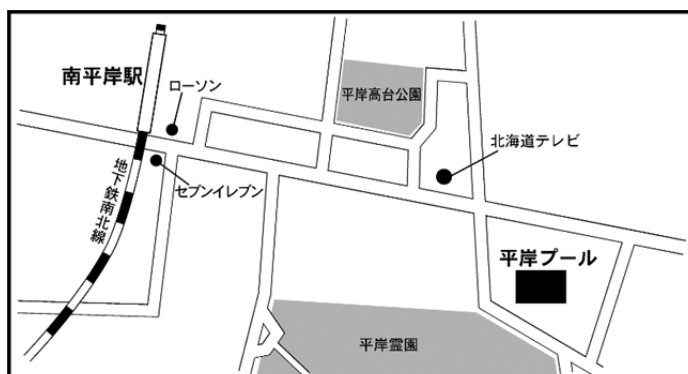 南平岸駅
ローソン
平岸高台公園
北海道テレビ
セブンイレブン
地下鉄南北線
平岸プール
平岸霊園